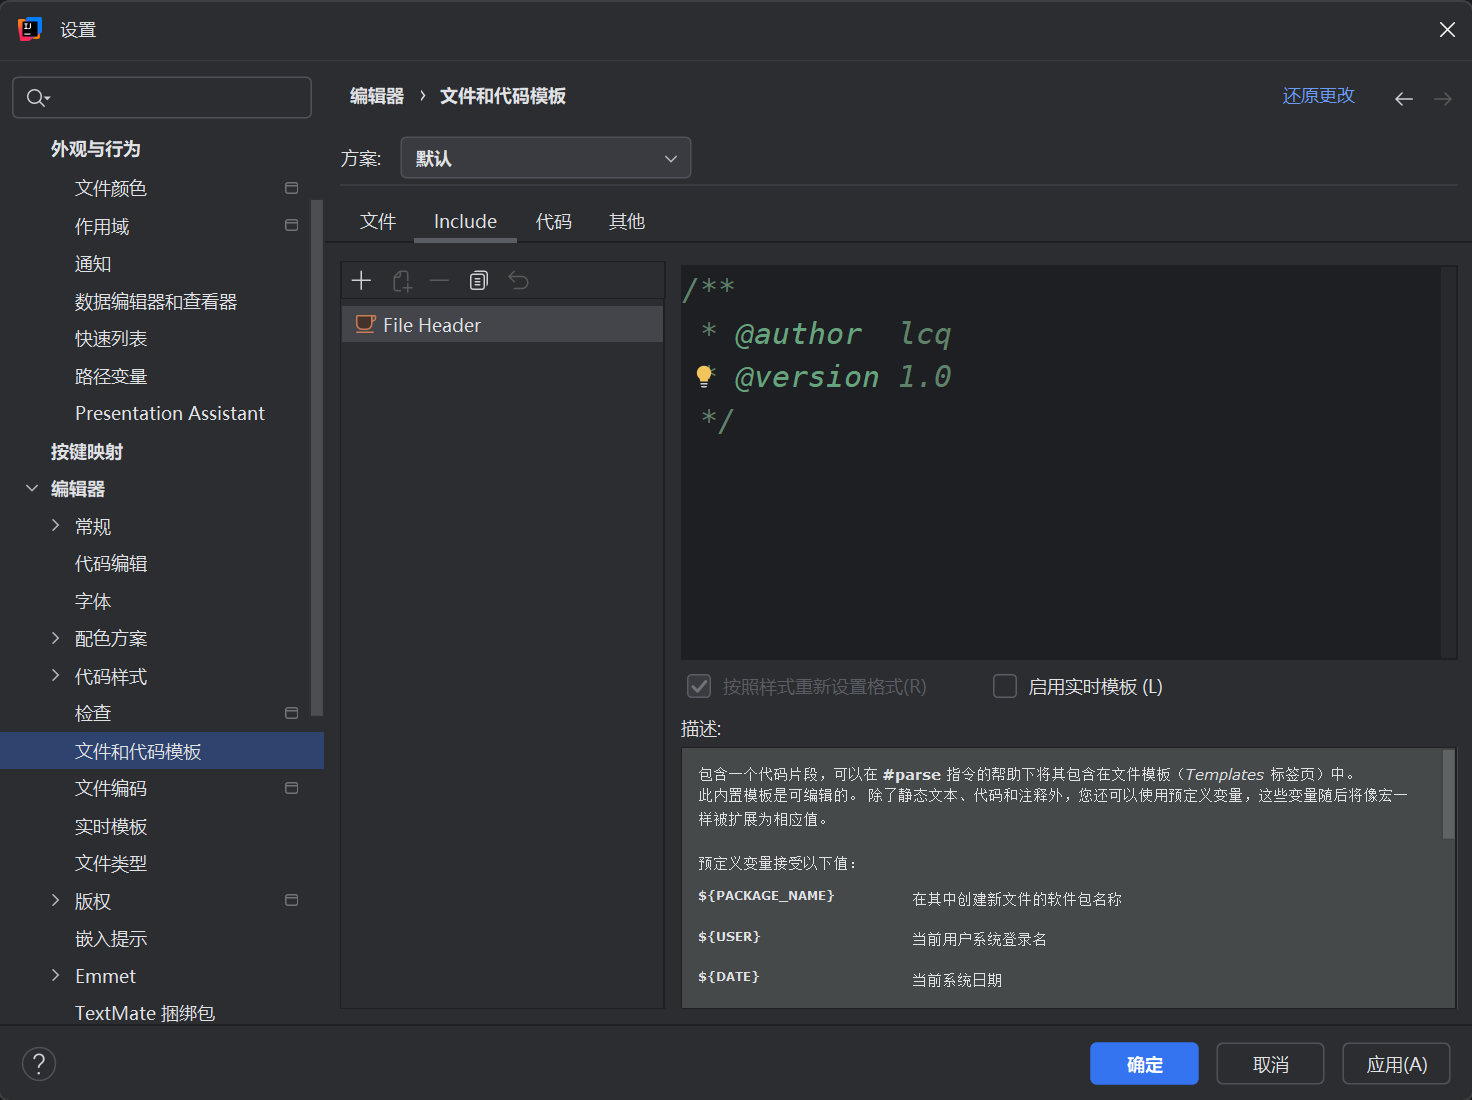 设置
编辑器 › 文件和代码模板
还原更改
外观与行为
文件颜色
作用域
通知
数据编辑器和查看器
快速列表
路径变量
Presentation Assistant
按键映射
编辑器
常规
代码编辑
字体
配色方案
代码样式
检查
文件和代码模板
文件编码
实时模板
文件类型
版权
嵌入提示
Emmet
TextMate 捆绑包
方案: 默认
文件 Include 代码 其他
File Header
/**
* @author lcq
* @version 1.0
*/
按照样式重新设置格式(R) 启用实时模板 (L)
描述:
包含一个代码片段，可以在 #parse 指令的帮助下将其包含在文件模板（Templates 标签页）中。
此内置模板是可编辑的。 除了静态文本、代码和注释外，您还可以使用预定义变量，这些变量随后将像宏一
样被扩展为相应值。
预定义变量接受以下值：
${PACKAGE_NAME} 在其中创建新文件的软件包名称
${USER} 当前用户系统登录名
${DATE} 当前系统日期
?
确定 取消 应用(A)